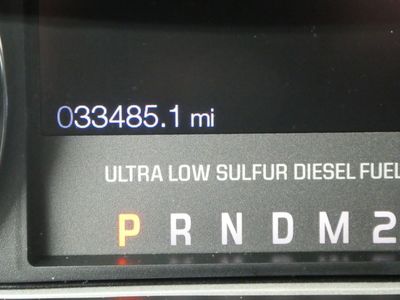 033485.1 mi
ULTRA LOW SULFUR DIESEL FUEL
P R N D M 2